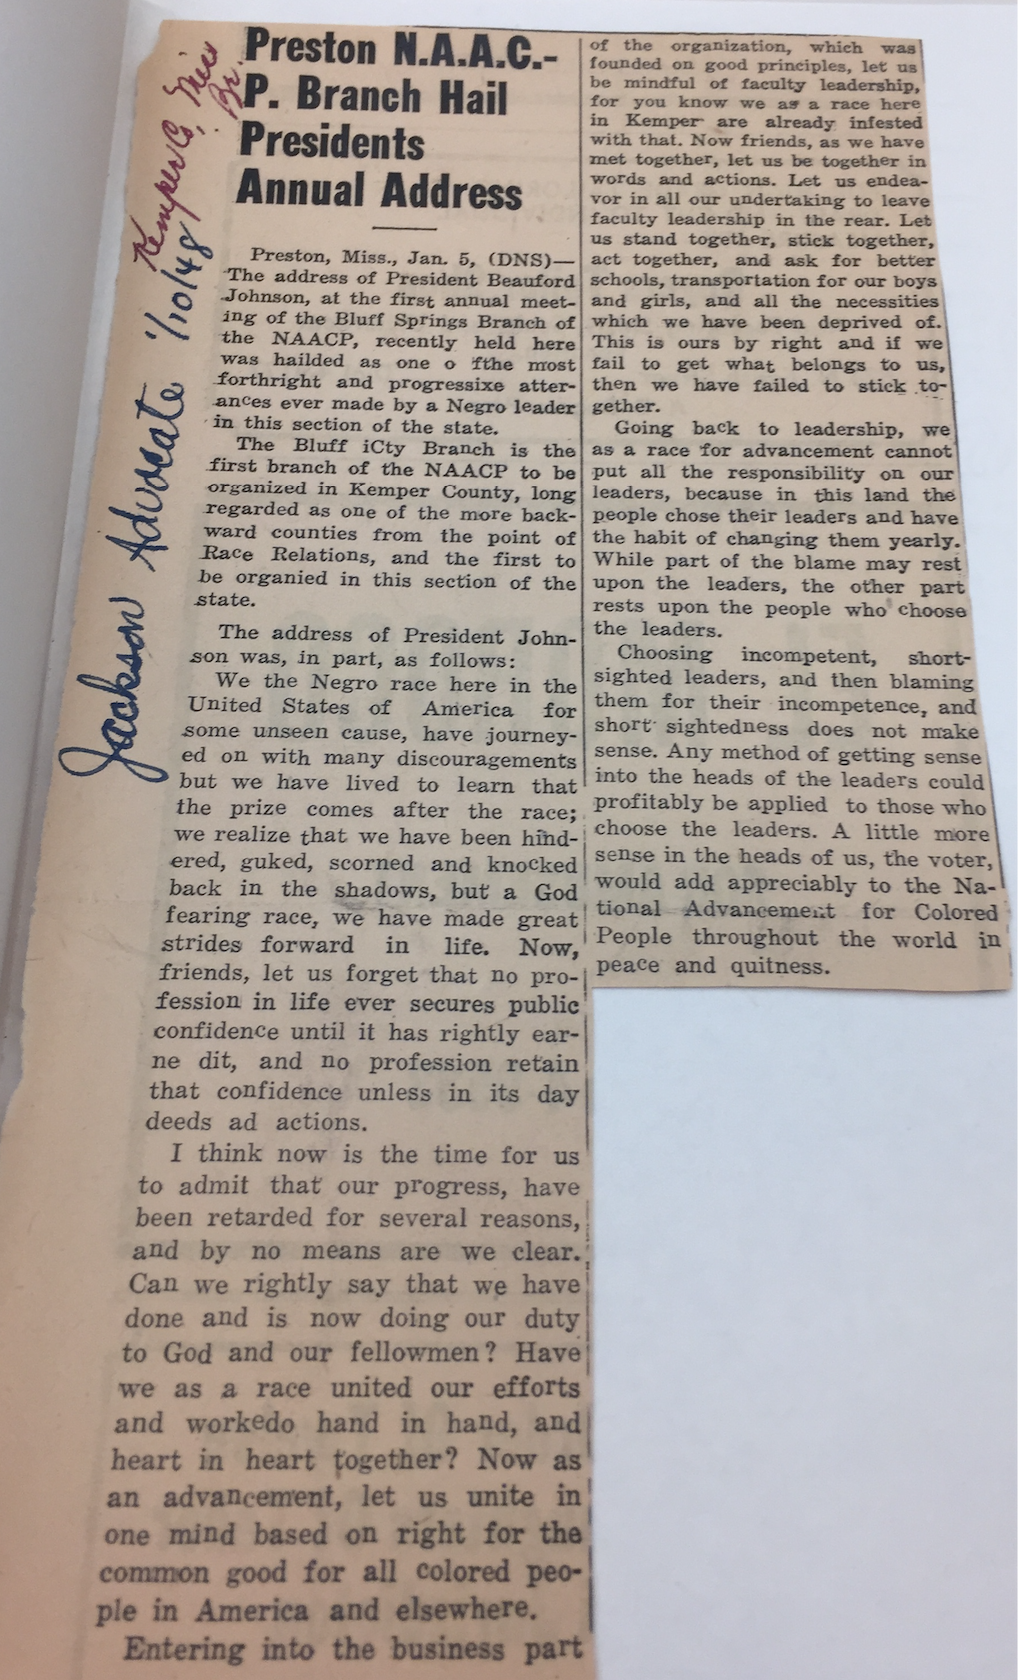 Kemper Co, Miss
Br.
Jackson Advocate 1/10/48
Preston N.A.A.C.-
P. Branch Hail
Presidents
Annual Address
Preston, Miss., Jan. 5, (DNS)—
The address of President Beauford
Johnson, at the first annual meet-
ing of the Bluff Springs Branch of
the NAACP, recently held here
was hailded as one o fthe most
forthright and progressixe atter-
ances ever made by a Negro leader
in this section of the state.
The Bluff iCty Branch is the
first branch of the NAACP to be
organized in Kemper County, long
regarded as one of the more back-
ward counties from the point of
Race Relations, and the first to
be organied in this section of the
state.
The address of President John-
son was, in part, as follows:
We the Negro race here in the
United States of America for
some unseen cause, have journey-
ed on with many discouragements
but we have lived to learn that
the prize comes after the race;
we realize that we have been hind-
ered, guked, scorned and knocked
back in the shadows, but a God
fearing race, we have made great
strides forward in life. Now,
friends, let us forget that no pro-
fession in life ever secures public
confidence until it has rightly ear-
ne dit, and no profession retain
that confidence unless in its day
deeds ad actions.
I think now is the time for us
to admit that our progress, have
been retarded for several reasons,
and by no means are we clear.
Can we rightly say that we have
done and is now doing our duty
to God and our fellowmen? Have
we as a race united our efforts
and workedo hand in hand, and
heart in heart together? Now as
an advancement, let us unite in
one mind based on right for the
common good for all colored peo-
ple in America and elsewhere.
Entering into the business part
of the organization, which was
founded on good principles, let us
be mindful of faculty leadership,
for you know we as a race here
in Kemper are already infested
with that. Now friends, as we have
met together, let us be together in
words and actions. Let us endea-
vor in all our undertaking to leave
faculty leadership in the rear. Let
us stand together, stick together,
act together, and ask for better
schools, transportation for our boys
and girls, and all the necessities
which we have been deprived of.
This is ours by right and if we
fail to get what belongs to us,
then we have failed to stick to-
gether.
Going back to leadership, we
as a race for advancement cannot
put all the responsibility on our
leaders, because in this land the
people chose their leaders and have
the habit of changing them yearly.
While part of the blame may rest
upon the leaders, the other part
rests upon the people who choose
the leaders.
Choosing incompetent, short-
sighted leaders, and then blaming
them for their incompetence, and
short sightedness does not make
sense. Any method of getting sense
into the heads of the leaders could
profitably be applied to those who
choose the leaders. A little more
sense in the heads of us, the voter,
would add appreciably to the Na-
tional Advancement for Colored
People throughout the world in
peace and quitness.